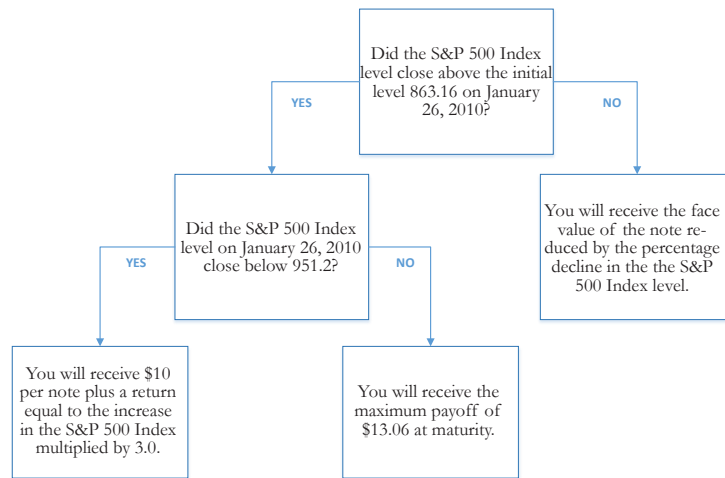 Did the S&P 500 Index
level close above the initial
level 863.16 on January
26, 2010?
YES
NO
Did the S&P 500 Index
level on January 26, 2010
close below 951.2?
You will receive the face
value of the note re-
duced by the percentage
decline in the the S&P
500 Index level.
YES
NO
You will receive $10
per note plus a return
equal to the increase
in the S&P 500 Index
multiplied by 3.0.
You will receive the
maximum payoff of
$13.06 at maturity.